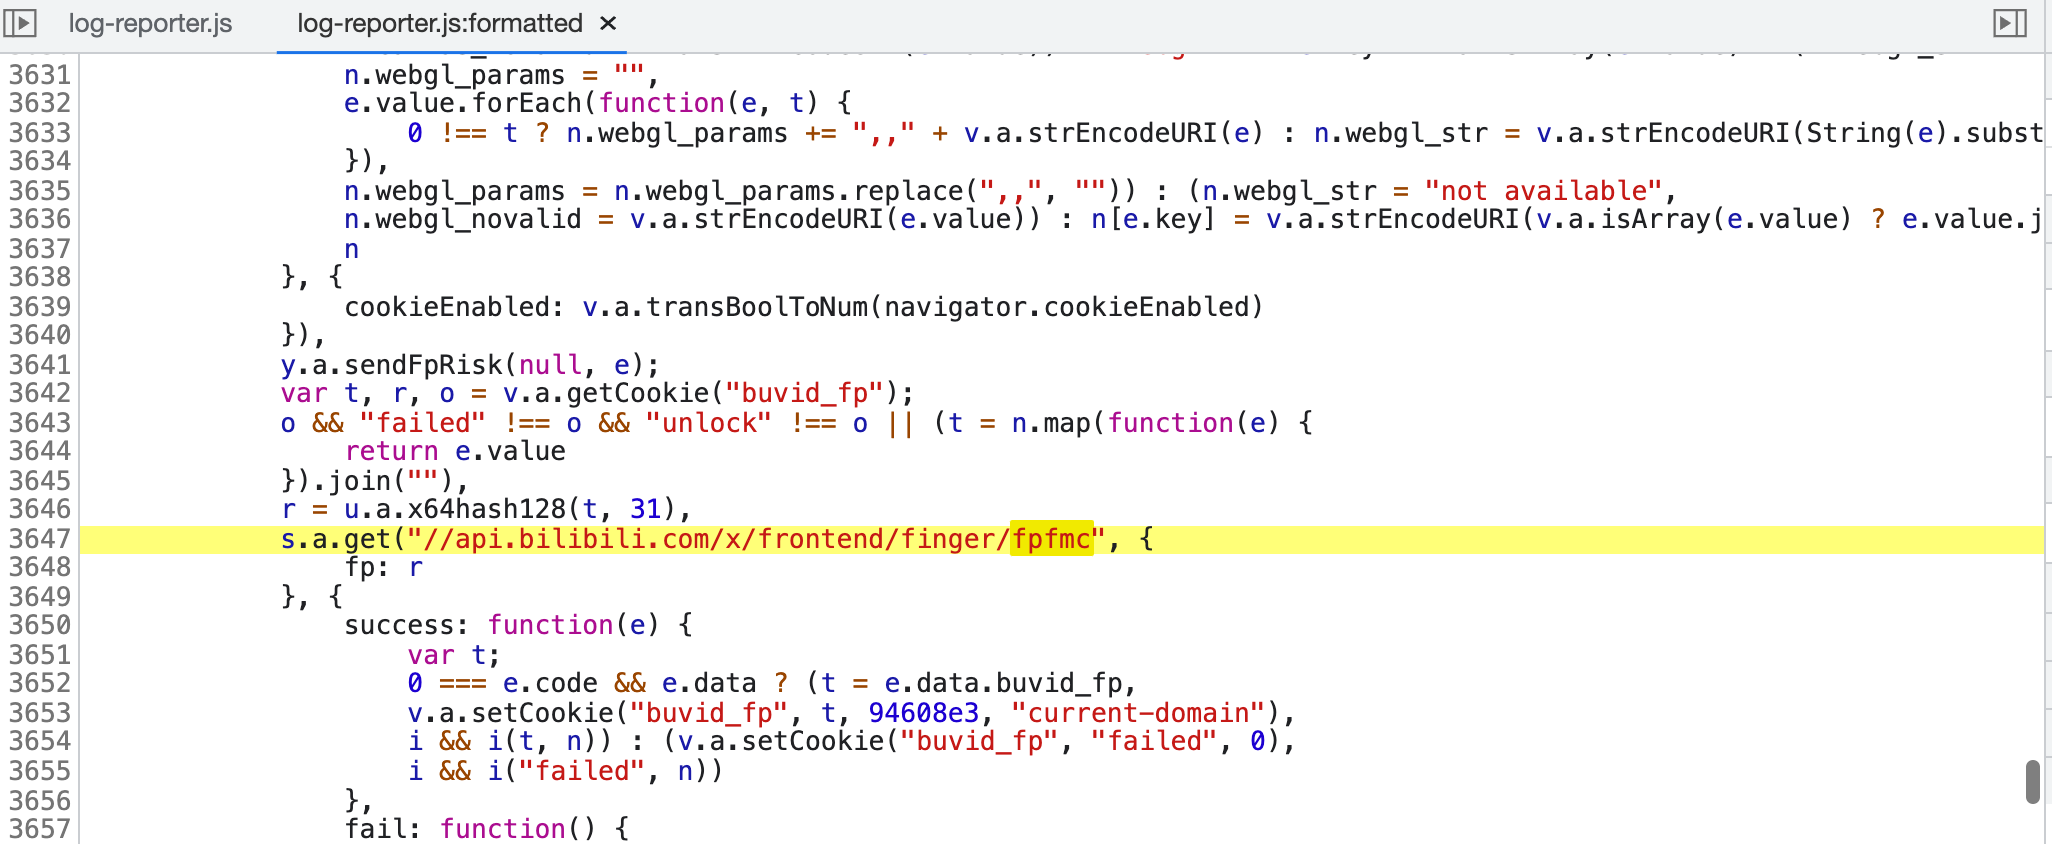 log-reporter.js log-reporter.js:formatted ×
3631 n.webgl_params = "",
3632 e.value.forEach(function(e, t) {
3633 0 !== t ? n.webgl_params += ",," + v.a.strEncodeURI(e) : n.webgl_str = v.a.strEncodeURI(String(e).subst
3634 }),
3635 n.webgl_params = n.webgl_params.replace(",,", "")) : (n.webgl_str = "not available",
3636 n.webgl_novalid = v.a.strEncodeURI(e.value)) : n[e.key] = v.a.strEncodeURI(v.a.isArray(e.value) ? e.value.j
3637 n
3638 }, {
3639 cookieEnabled: v.a.transBoolToNum(navigator.cookieEnabled)
3640 }),
3641 y.a.sendFpRisk(null, e);
3642 var t, r, o = v.a.getCookie("buvid_fp");
3643 o && "failed" !== o && "unlock" !== o || (t = n.map(function(e) {
3644 return e.value
3645 }).join(""),
3646 r = u.a.x64hash128(t, 31),
3647 s.a.get("//api.bilibili.com/x/frontend/finger/fpfmc", {
3648 fp: r
3649 }, {
3650 success: function(e) {
3651 var t;
3652 0 === e.code && e.data ? (t = e.data.buvid_fp,
3653 v.a.setCookie("buvid_fp", t, 94608e3, "current-domain"),
3654 i && i(t, n)) : (v.a.setCookie("buvid_fp", "failed", 0),
3655 i && i("failed", n))
3656 },
3657 fail: function() {